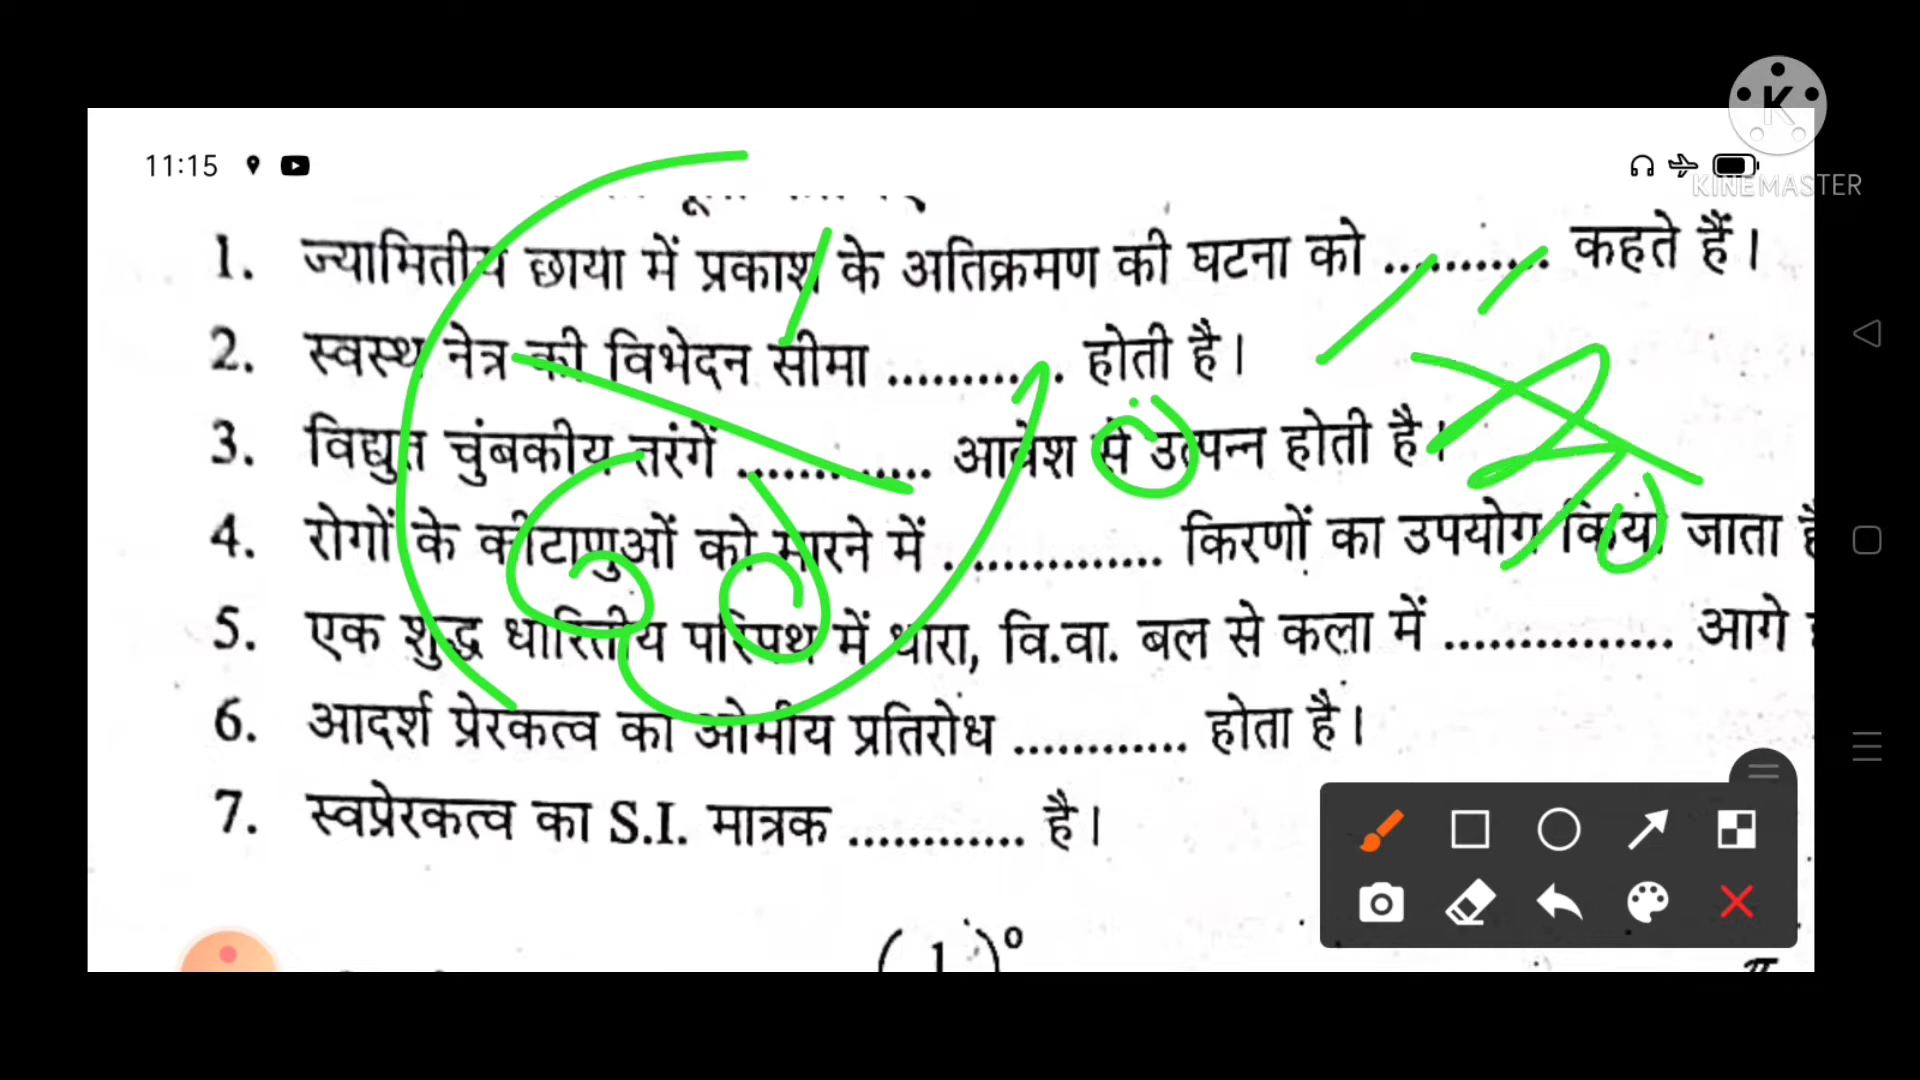 11:15
KINEMASTER
1. ज्यामितीय छाया में प्रकाश के अतिक्रमण की घटना को ........... कहते हैं।
2. स्वस्थ नेत्र की विभेदन सीमा ............ होती है।
3. विद्युत चुंबकीय तरंगें ............. आवेश से उत्पन्न होती है।
4. रोगों के कीटाणुओं को मारने में ............... किरणों का उपयोग किया जाता
5. एक शुद्ध धारितीय परिपथ में धारा, वि.वा. बल से कला में ............... आगे
6. आदर्श प्रेरकत्व का ओमीय प्रतिरोध ............ होता है।
7. स्वप्रेरकत्व का S.I. मात्रक ............ है।
(1)°
π